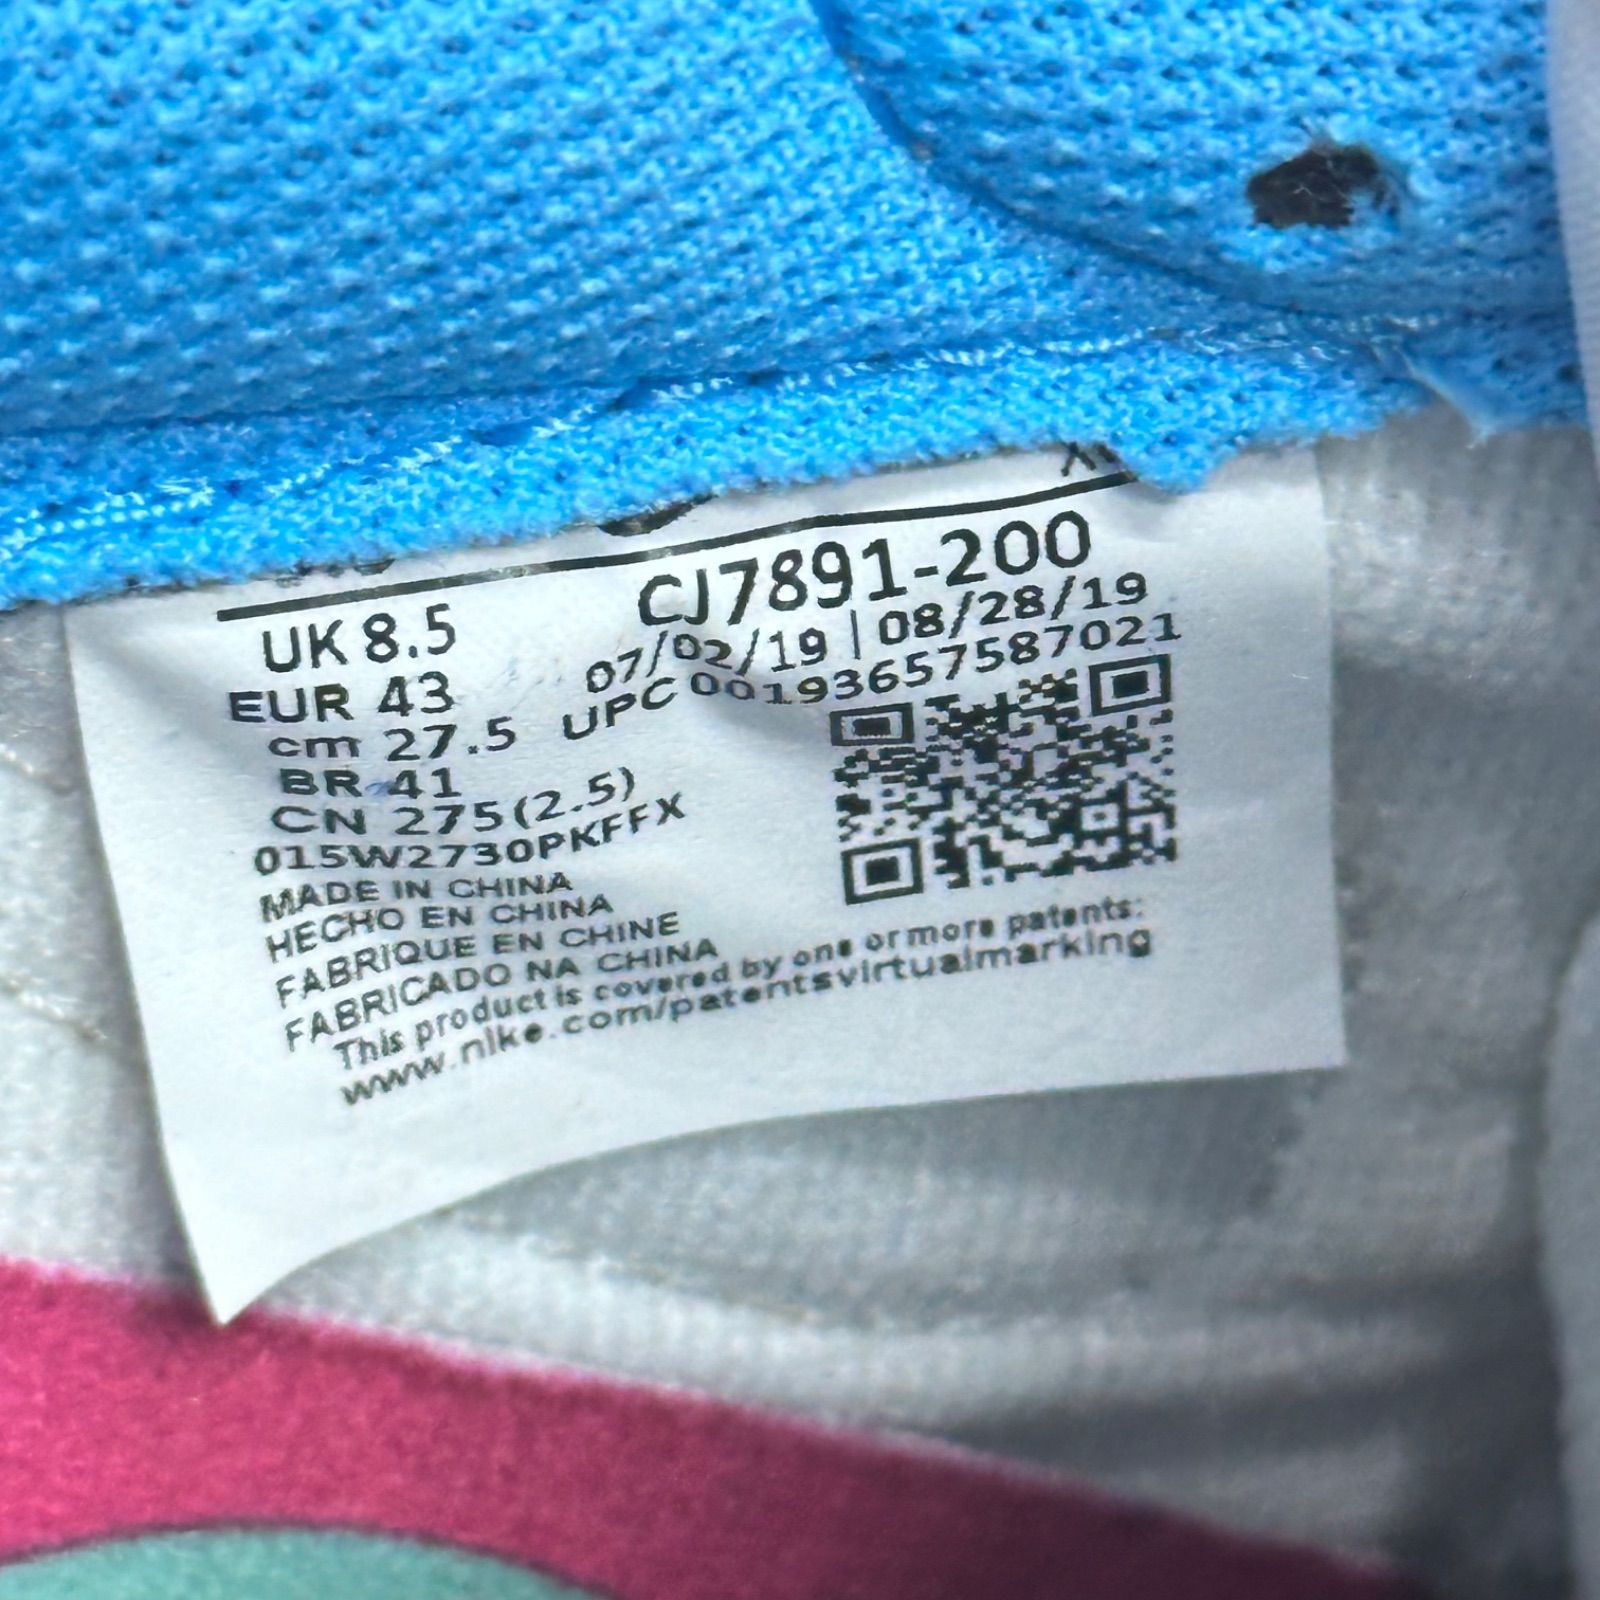 UK 8.5
CJ7891-200
EUR 43
07/02/19 | 08/28/19
cm 27.5
UPC 00193657587021
BR 41
CN 275(2.5)
015W2730PKFFX
MADE IN CHINA
HECHO EN CHINA
FABRIQUE EN CHINE
FABRICADO NA CHINA
This product is covered by one or more patents:
www.nike.com/patentsvirtualmarking